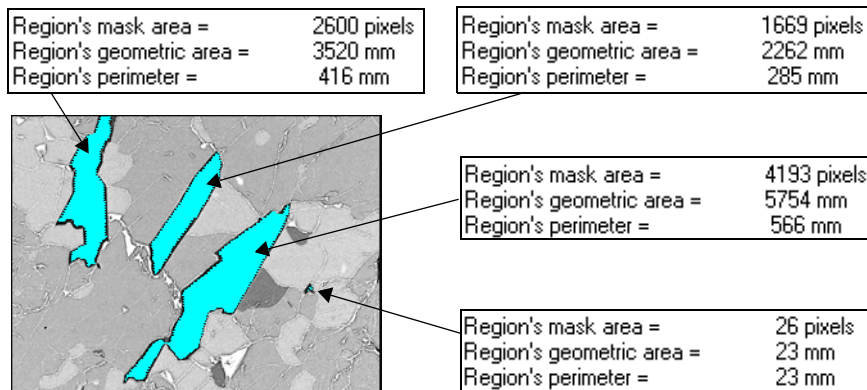 Region's mask area = 2600 pixels
Region's geometric area = 3520 mm
Region's perimeter = 416 mm
Region's mask area = 1669 pixels
Region's geometric area = 2262 mm
Region's perimeter = 285 mm
Region's mask area = 4193 pixels
Region's geometric area = 5754 mm
Region's perimeter = 566 mm
Region's mask area = 26 pixels
Region's geometric area = 23 mm
Region's perimeter = 23 mm